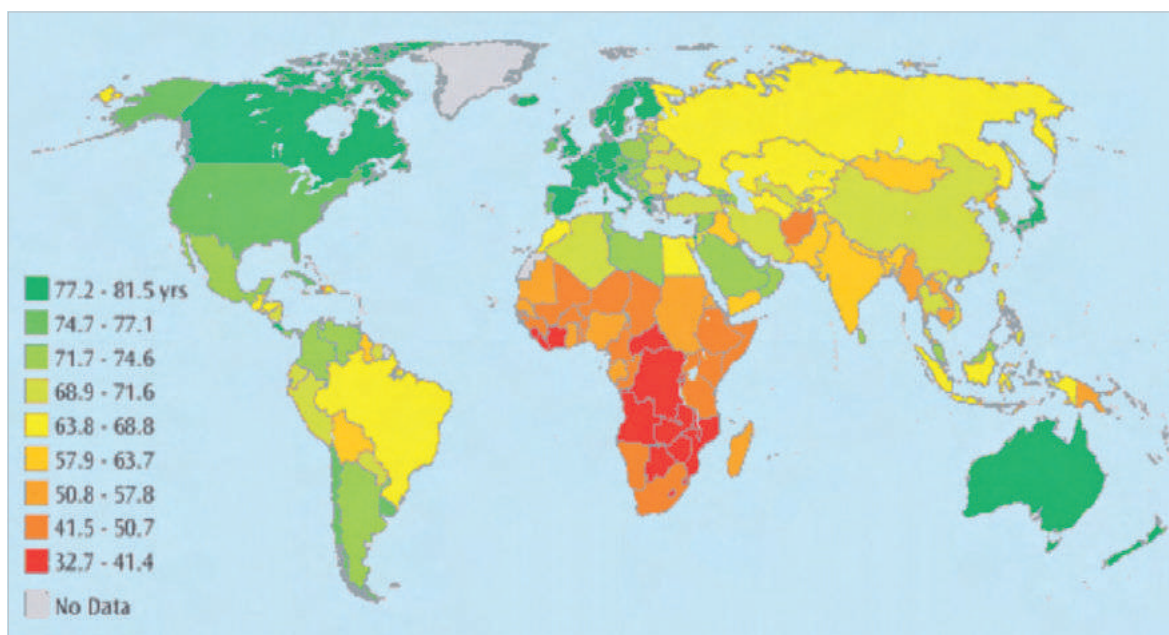 77.2 - 81.5 yrs
74.7 - 77.1
71.7 - 74.6
68.9 - 71.6
63.8 - 68.8
57.9 - 63.7
50.8 - 57.8
41.5 - 50.7
32.7 - 41.4
No Data